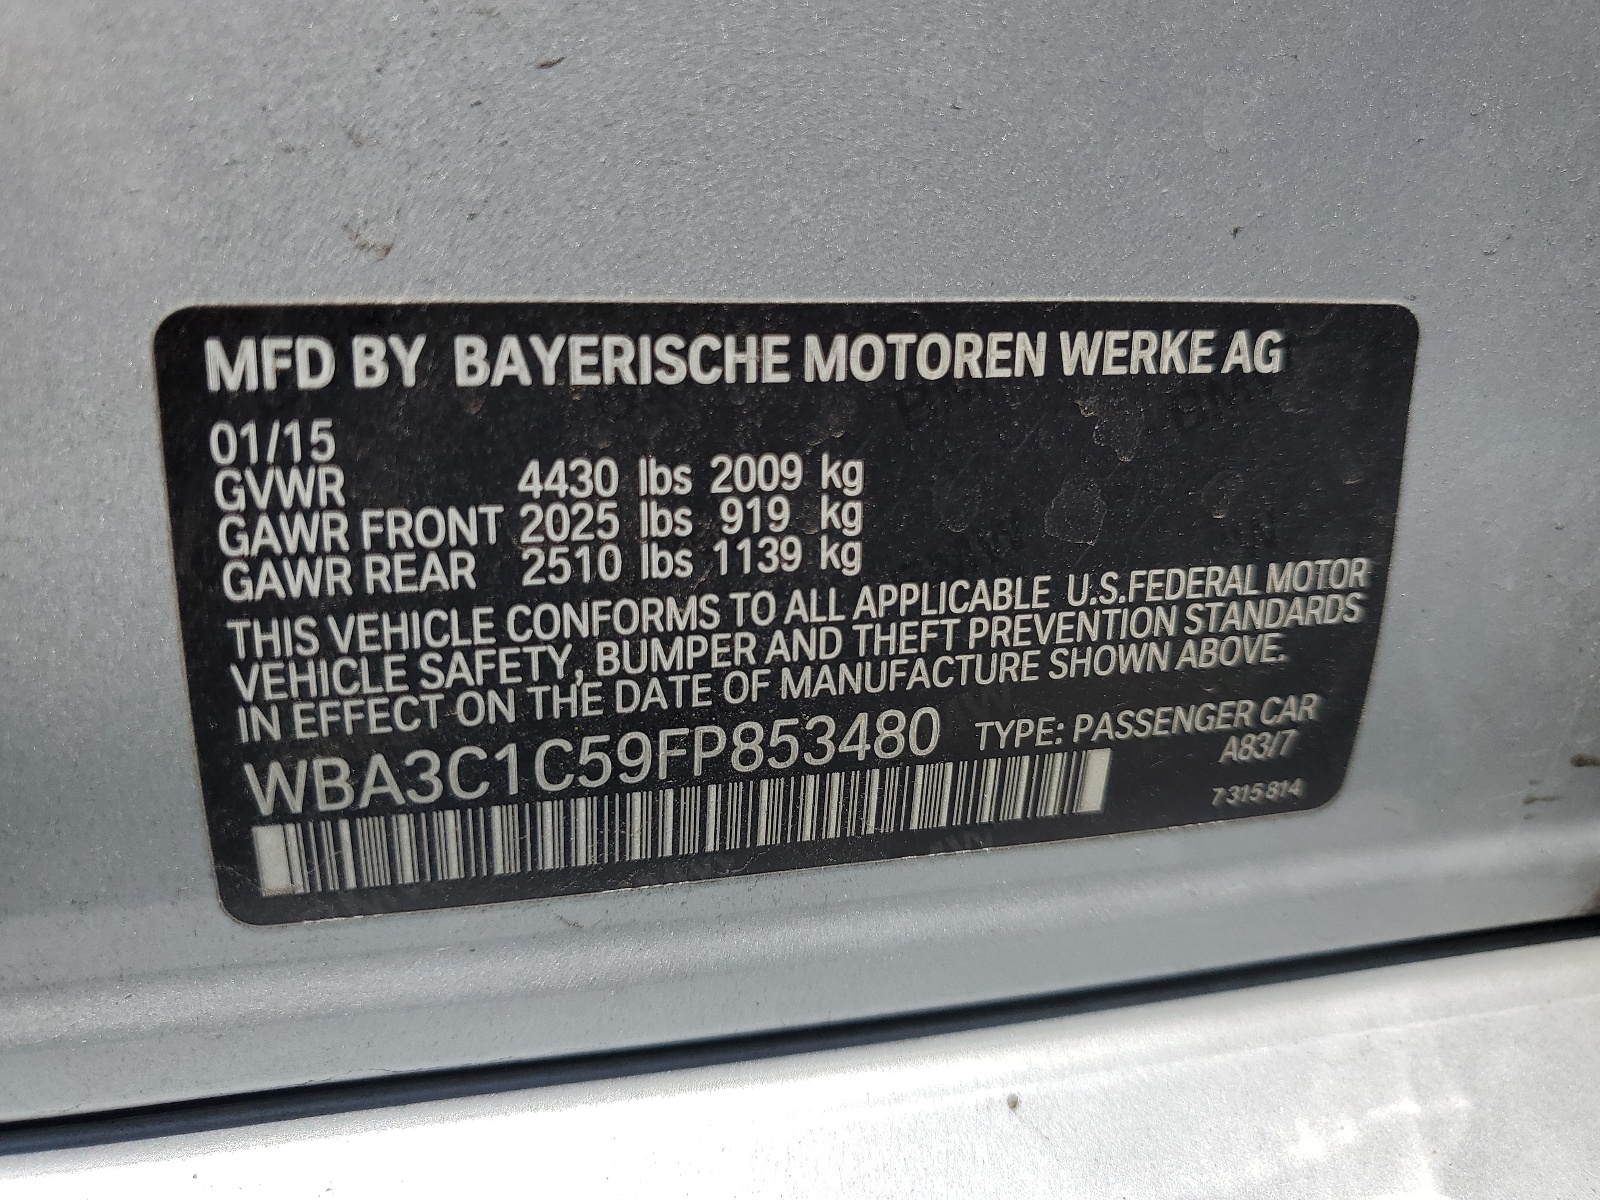 MFD BY BAYERISCHE MOTOREN WERKE AG
01/15
GVWR 4430 lbs 2009 kg
GAWR FRONT 2025 lbs 919 kg
GAWR REAR 2510 lbs 1139 kg
THIS VEHICLE CONFORMS TO ALL APPLICABLE U.S.FEDERAL MOTOR
VEHICLE SAFETY, BUMPER AND THEFT PREVENTION STANDARDS
IN EFFECT ON THE DATE OF MANUFACTURE SHOWN ABOVE.
WBA3C1C59FP853480 TYPE: PASSENGER CAR
A83/7
7 315 814